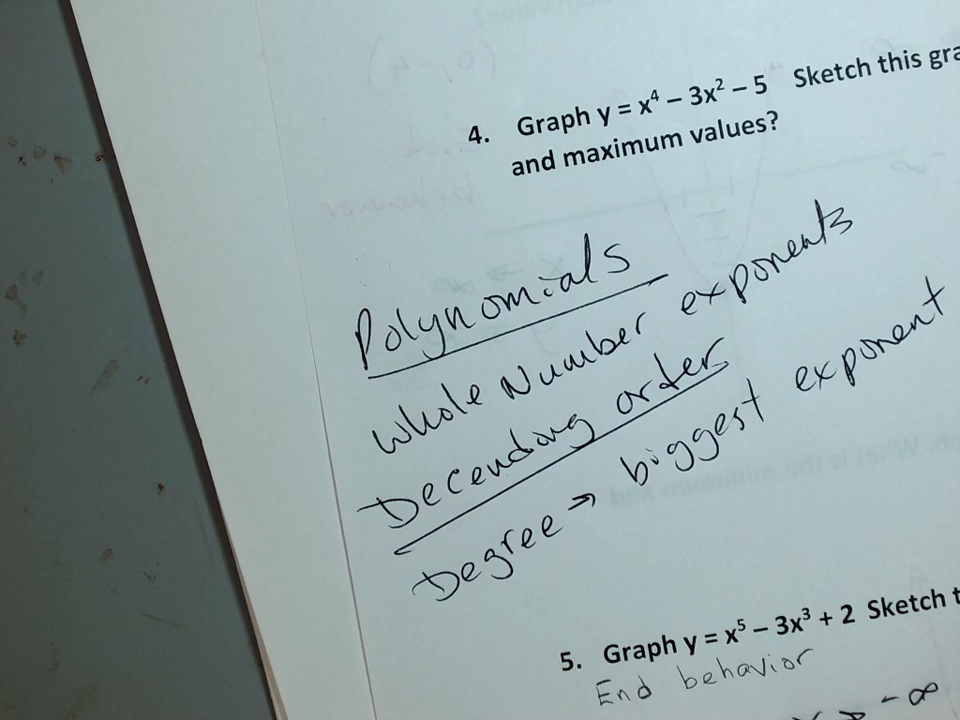 4. Graph y = x⁴ – 3x² – 5 Sketch this gra
and maximum values?
Polynomials
Whole Number exponents
Decending order
Degree → biggest exponent
5. Graph y = x⁵ – 3x³ + 2 Sketch t
End behavior
- ∞